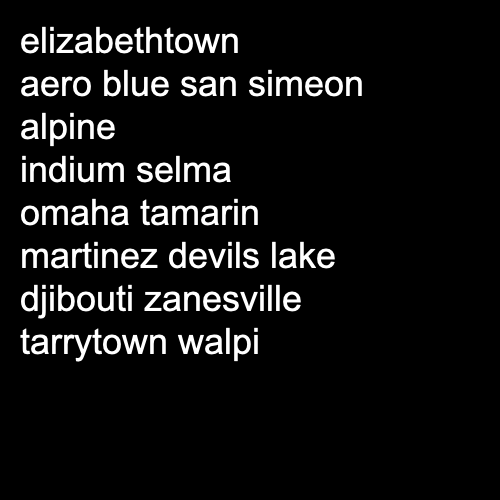 elizabethtown
aero blue san simeon
alpine
indium selma
omaha tamarin
martinez devils lake
djibouti zanesville
tarrytown walpi